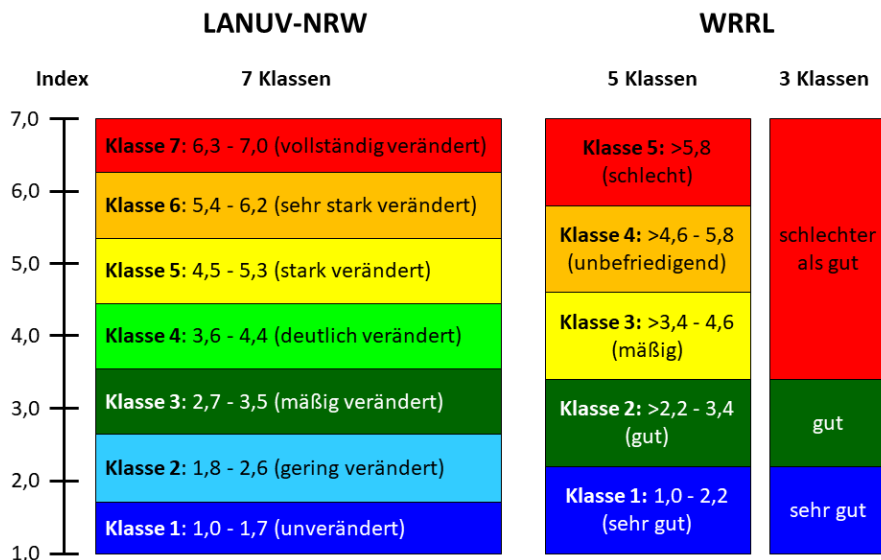 LANUV-NRW
WRRL
Index
7 Klassen
5 Klassen
3 Klassen
7,0
6,0
5,0
4,0
3,0
2,0
1,0
Klasse 7: 6,3 - 7,0 (vollständig verändert)
Klasse 6: 5,4 - 6,2 (sehr stark verändert)
Klasse 5: 4,5 - 5,3 (stark verändert)
Klasse 4: 3,6 - 4,4 (deutlich verändert)
Klasse 3: 2,7 - 3,5 (mäßig verändert)
Klasse 2: 1,8 - 2,6 (gering verändert)
Klasse 1: 1,0 - 1,7 (unverändert)
Klasse 5: >5,8
(schlecht)
Klasse 4: >4,6 - 5,8
(unbefriedigend)
Klasse 3: >3,4 - 4,6
(mäßig)
Klasse 2: >2,2 - 3,4
(gut)
Klasse 1: 1,0 - 2,2
(sehr gut)
schlechter
als gut
gut
sehr gut